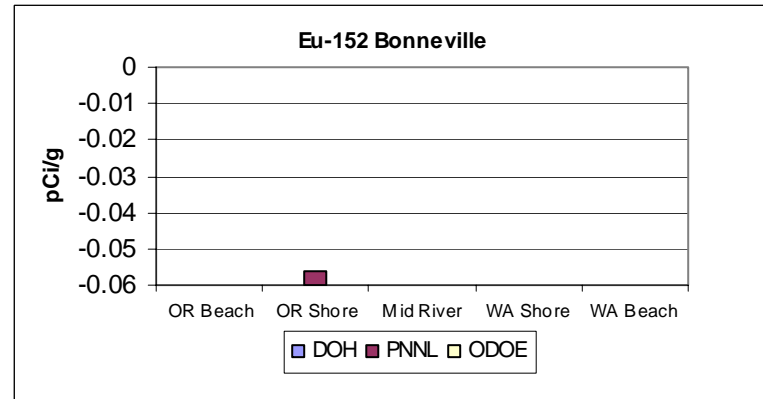 Eu-152 Bonneville
pCi/g
0
-0.01
-0.02
-0.03
-0.04
-0.05
-0.06
OR Beach OR Shore Mid River WA Shore WA Beach
DOH PNNL ODOE